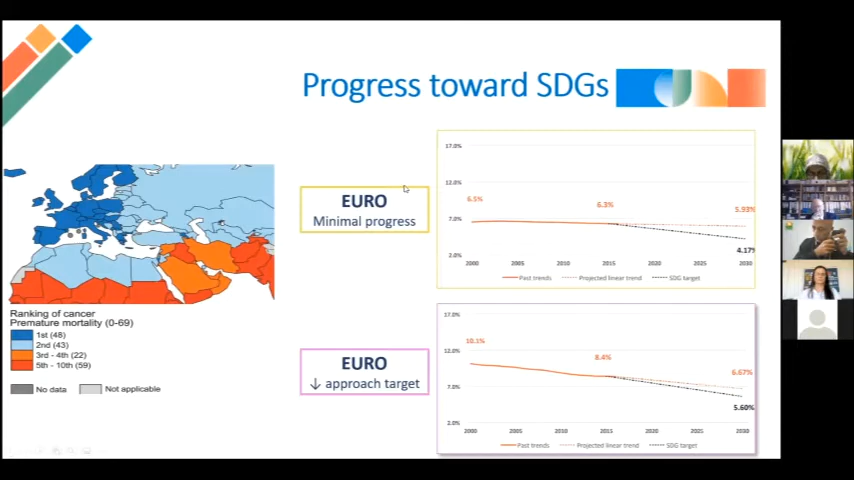 Progress toward SDGs
EURO
Minimal progress
17.0%
12.0%
7.0%
2.0%
6.5%
6.3%
5.93%
4.17%
2000
2005
2010
2015
2020
2025
2030
Past trends
Projected linear trend
SDG target
Ranking of cancer
Premature mortality (0-69)
1st (48)
2nd (43)
3rd - 4th (22)
5th - 10th (59)
No data
Not applicable
EURO
↓ approach target
17.0%
12.0%
7.0%
2.0%
10.1%
8.4%
6.67%
5.60%
2000
2005
2010
2015
2020
2025
2030
Past trends
Projected linear trend
SDG target